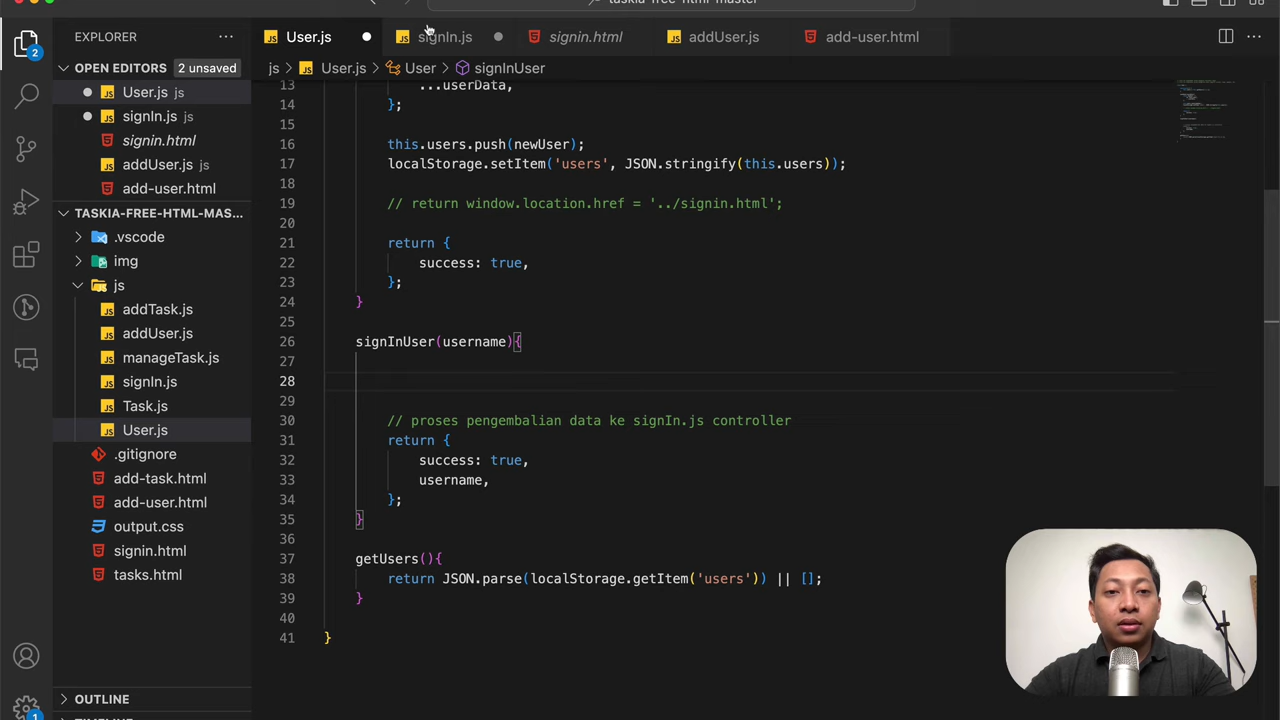 taskia-free-html-master
EXPLORER
User.js
signIn.js
signin.html
addUser.js
add-user.html
OPEN EDITORS 2 unsaved
js > User.js > User > signInUser
User.js js
signIn.js js
signin.html
addUser.js js
add-user.html
TASKIA-FREE-HTML-MAS...
.vscode
img
js
addTask.js
addUser.js
manageTask.js
signIn.js
Task.js
User.js
.gitignore
add-task.html
add-user.html
output.css
signin.html
tasks.html
OUTLINE
2
1
13 ...userData,
14 };
15
16 this.users.push(newUser);
17 localStorage.setItem('users', JSON.stringify(this.users));
18
19 // return window.location.href = '../signin.html';
20
21 return {
22 success: true,
23 };
24 }
25
26 signInUser(username){
27
28
29
30 // proses pengembalian data ke signIn.js controller
31 return {
32 success: true,
33 username,
34 };
35 }
36
37 getUsers(){
38 return JSON.parse(localStorage.getItem('users')) || [];
39 }
40
41 }